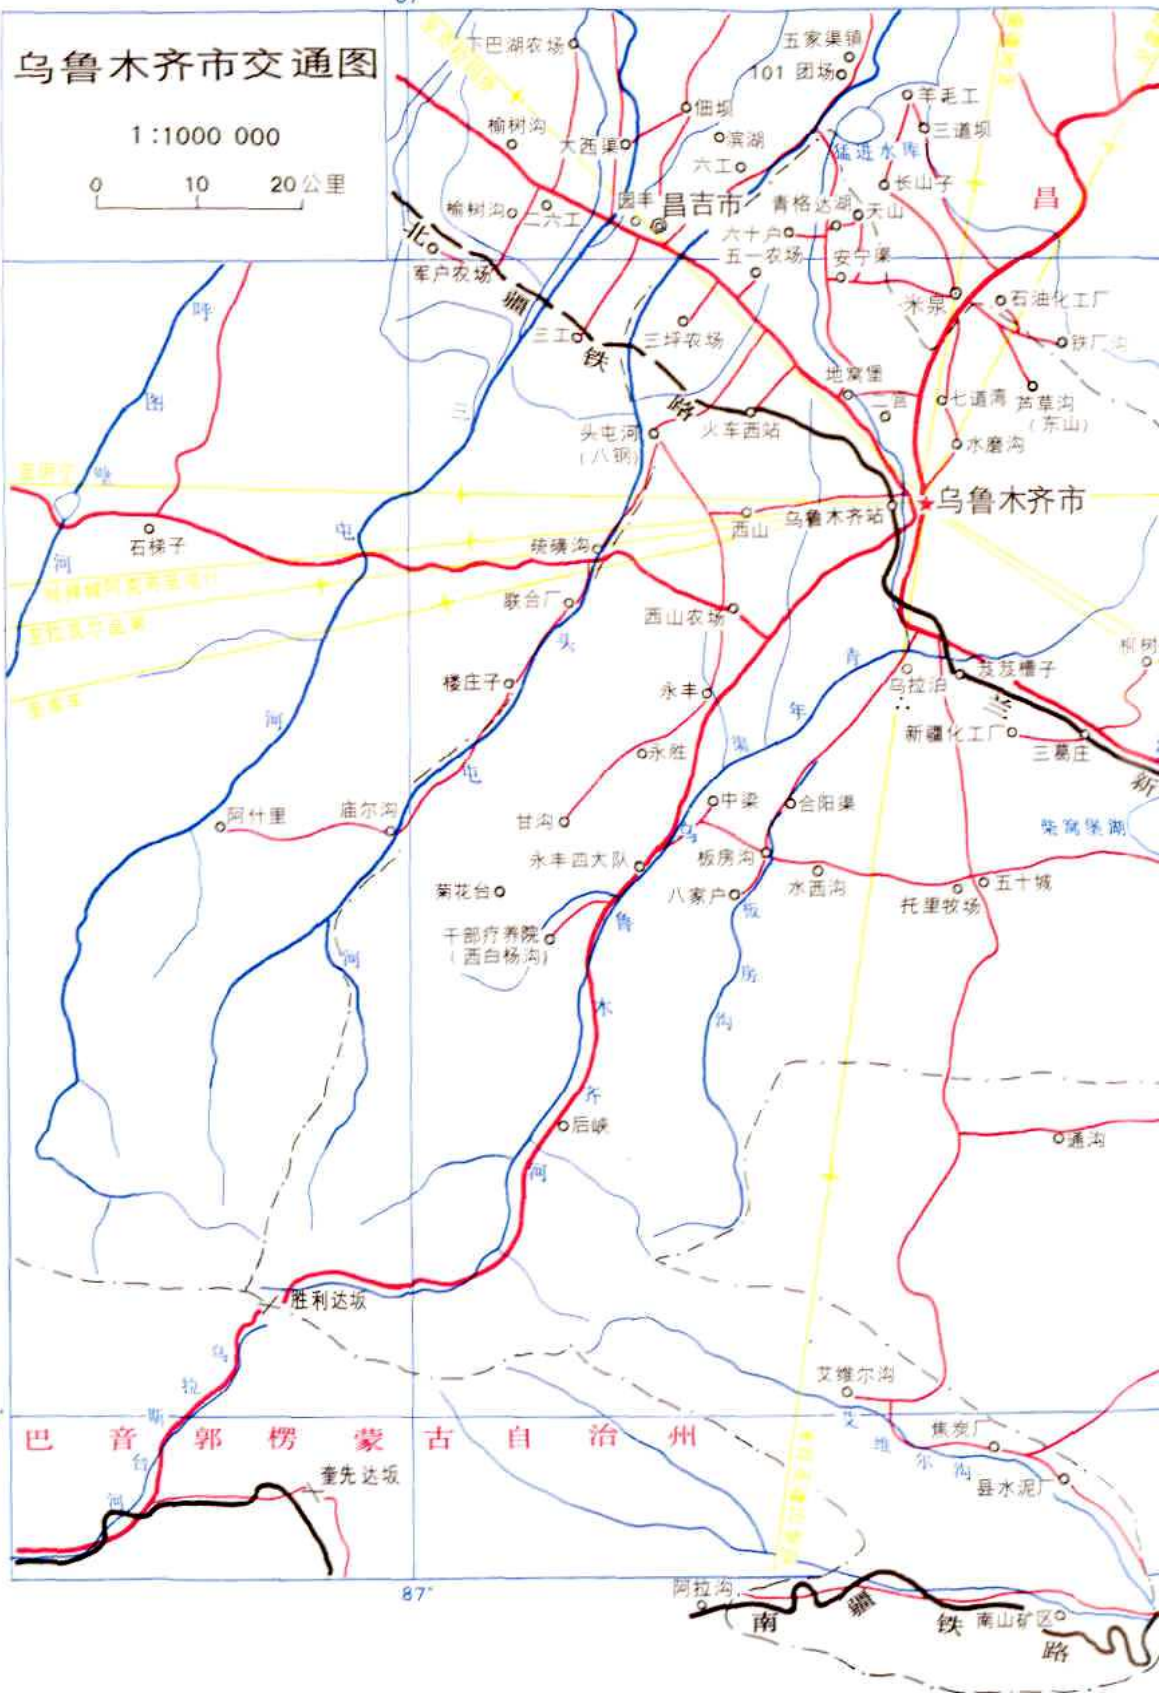 87°
乌鲁木齐市交通图
1:1000 000
0 10 20 公里
下巴湖农场
五家渠镇
101 团场
羊毛工
佃坝
榆树沟
大西渠
滨湖
三道坝
猛进水库
六工
长山子
昌
榆树沟
二六工
园丰
昌吉市
青格达湖
天山
六十户
北
疆
铁
路
军户农场
五一农场
安宁渠
米泉
石油化工厂
三工
三坪农场
铁厂沟
呼
图
壁
河
地窝堡
二宫
七道湾
芦草沟
(东山)
三
屯
河
头屯河
(八钢)
火车西站
水磨沟
乌鲁木齐市
石梯子
西山
乌鲁木齐站
硫磺沟
联合厂
西山农场
头
屯
河
柳树
楼庄子
永丰
青
年
渠
乌拉泊
芨芨槽子
兰
新
新疆化工厂
三葛庄
永胜
阿什里
庙尔沟
甘沟
中梁
合阳渠
柴窝堡湖
永丰四大队
板房沟
水西沟
五十城
托里牧场
菊花台
八家户
干部疗养院
(西白杨沟)
乌
鲁
木
齐
河
板
房
沟
后峡
通沟
胜利达坂
乌
拉
斯
台
河
艾维尔沟
艾
维
尔
沟
巴音郭楞蒙古自治州
焦炭厂
奎先达坂
县水泥厂
87°
阿拉沟
南
疆
铁
路
南山矿区